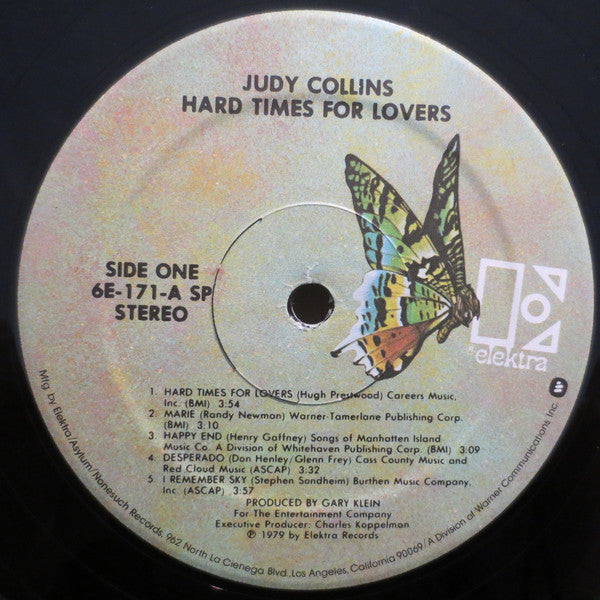 JUDY COLLINS
HARD TIMES FOR LOVERS
SIDE ONE
6E-171-A SP
STEREO
elektra
1. HARD TIMES FOR LOVERS (Hugh Prestwood) Careers Music,
Inc. (BMI) 3:54
2. MARIE (Randy Newman) Warner-Tamerlane Publishing Corp.
(BMI) 3:10
3. HAPPY END (Henry Gaffney) Songs of Manhatten Island
Music Co. A Division of Whitehaven Publishing Corp. (BMI) 3:09
4. DESPERADO (Don Henley/Glenn Frey) Cass County Music and
Red Cloud Music (ASCAP) 3:32
5. I REMEMBER SKY (Stephen Sondheim) Burthen Music Company,
Inc. (ASCAP) 3:57
PRODUCED BY GARY KLEIN
For The Entertainment Company
Executive Producer: Charles Koppelman
℗ 1979 by Elektra Records
Mfg. by Elektra/Asylum/Nonesuch Records, 962 North La Cienega Blvd., Los Angeles, California 90069/A Division of Warner Communications Inc.